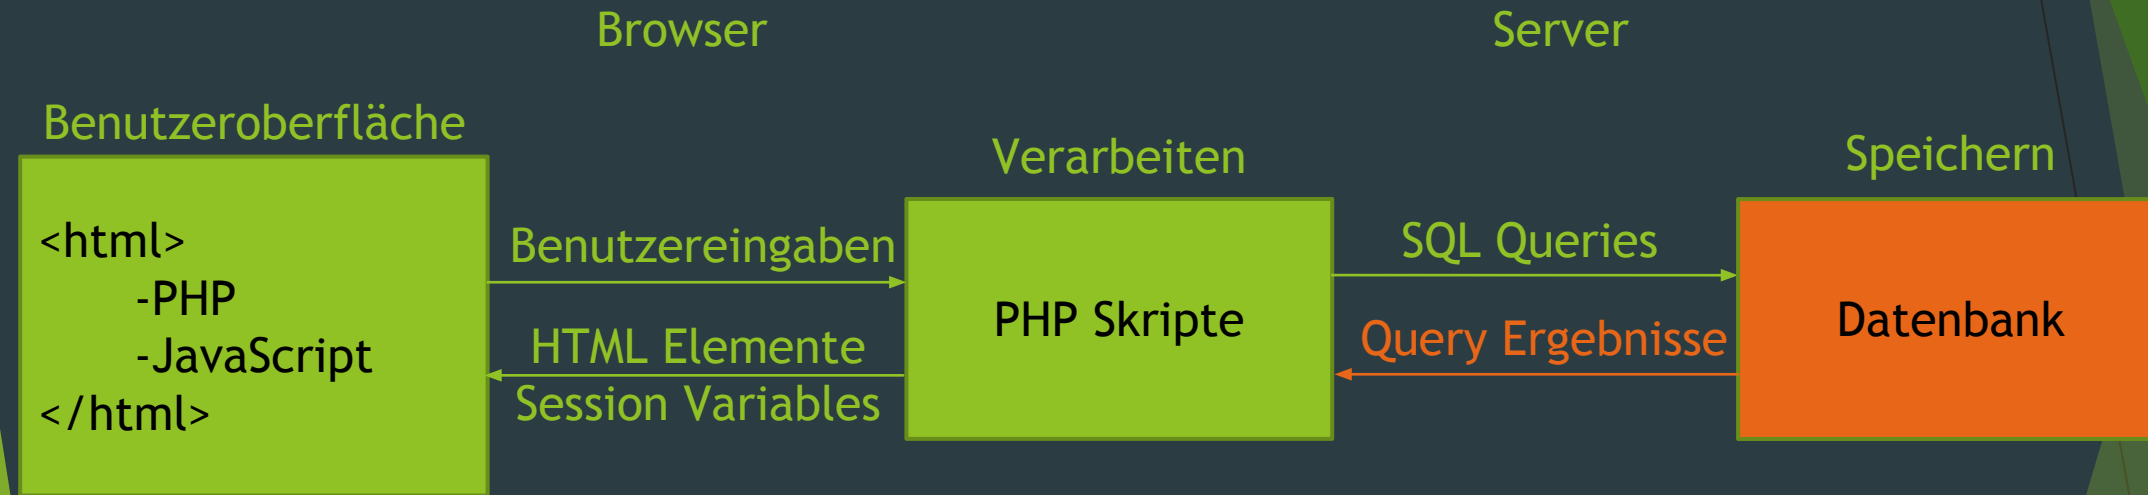 Browser
Server
Benutzeroberfläche
Verarbeiten
Speichern
<html>
-PHP
-JavaScript
</html>
Benutzereingaben
HTML Elemente
Session Variables
PHP Skripte
SQL Queries
Query Ergebnisse
Datenbank